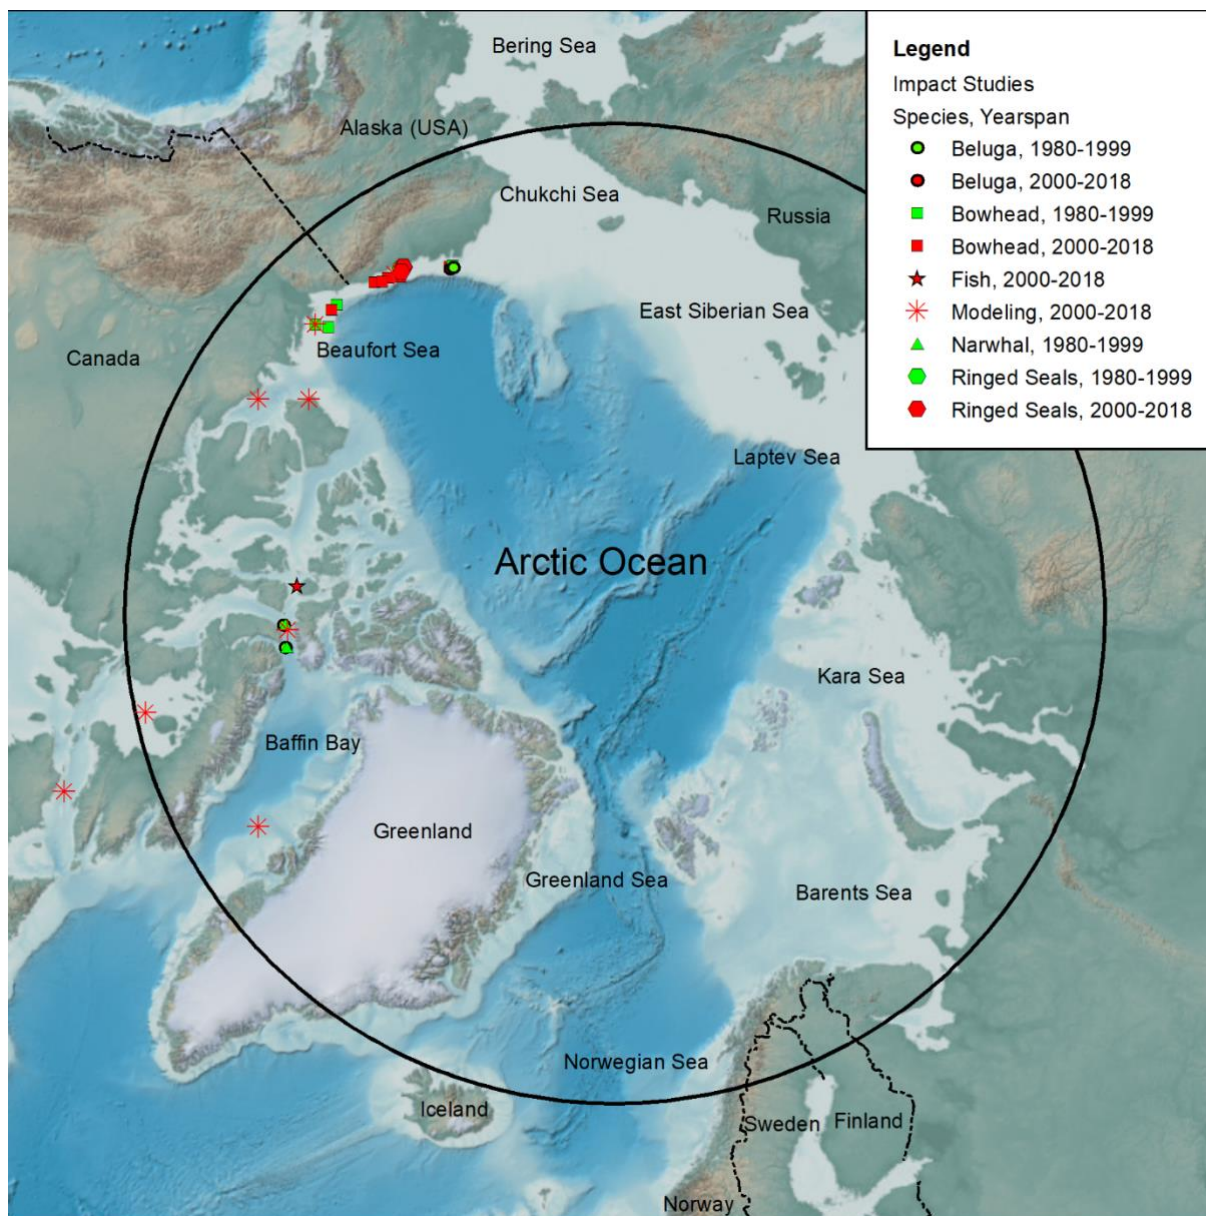 Bering Sea
Alaska (USA)
Chukchi Sea
Russia
East Siberian Sea
Canada
Beaufort Sea
Laptev Sea
Arctic Ocean
Kara Sea
Baffin Bay
Greenland
Greenland Sea
Barents Sea
Norwegian Sea
Iceland
Sweden
Finland
Norway
Legend
Impact Studies
Species, Yearspan
Beluga, 1980-1999
Beluga, 2000-2018
Bowhead, 1980-1999
Bowhead, 2000-2018
Fish, 2000-2018
Modeling, 2000-2018
Narwhal, 1980-1999
Ringed Seals, 1980-1999
Ringed Seals, 2000-2018